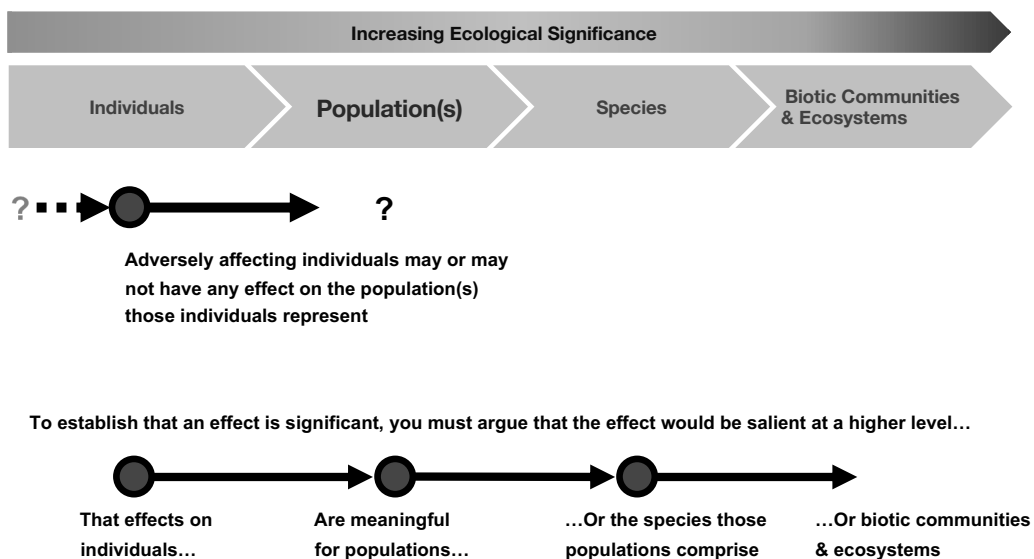 Increasing Ecological Significance
Individuals
Population(s)
Species
Biotic Communities
& Ecosystems
?
?
Adversely affecting individuals may or may
not have any effect on the population(s)
those individuals represent
To establish that an effect is significant, you must argue that the effect would be salient at a higher level…
That effects on
individuals…
Are meaningful
for populations…
…Or the species those
populations comprise
…Or biotic communities
& ecosystems